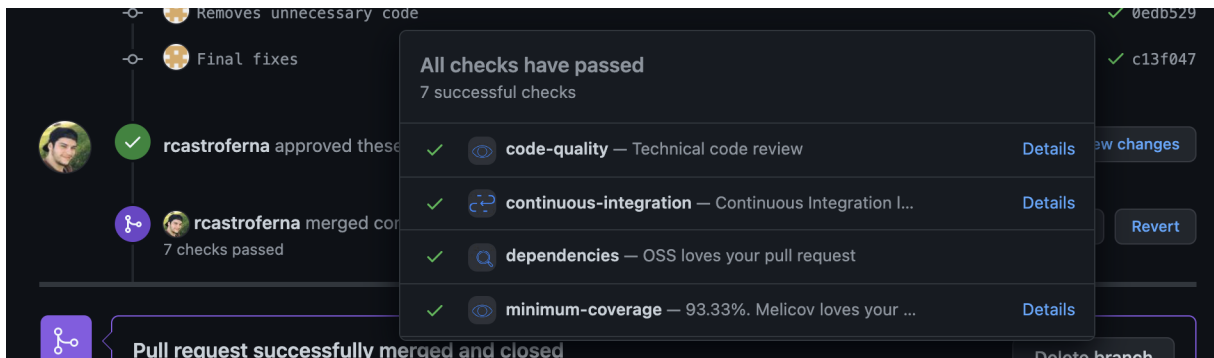 Removes unnecessary code
0edb529
Final fixes
c13f047
All checks have passed
7 successful checks
rcastroferna approved these
changes
code-quality — Technical code review
Details
continuous-integration — Continuous Integration I...
Details
rcastroferna merged
7 checks passed
Revert
dependencies — OSS loves your pull request
minimum-coverage — 93.33%. Melicov loves your ...
Details
Pull request successfully merged and closed
Delete branch